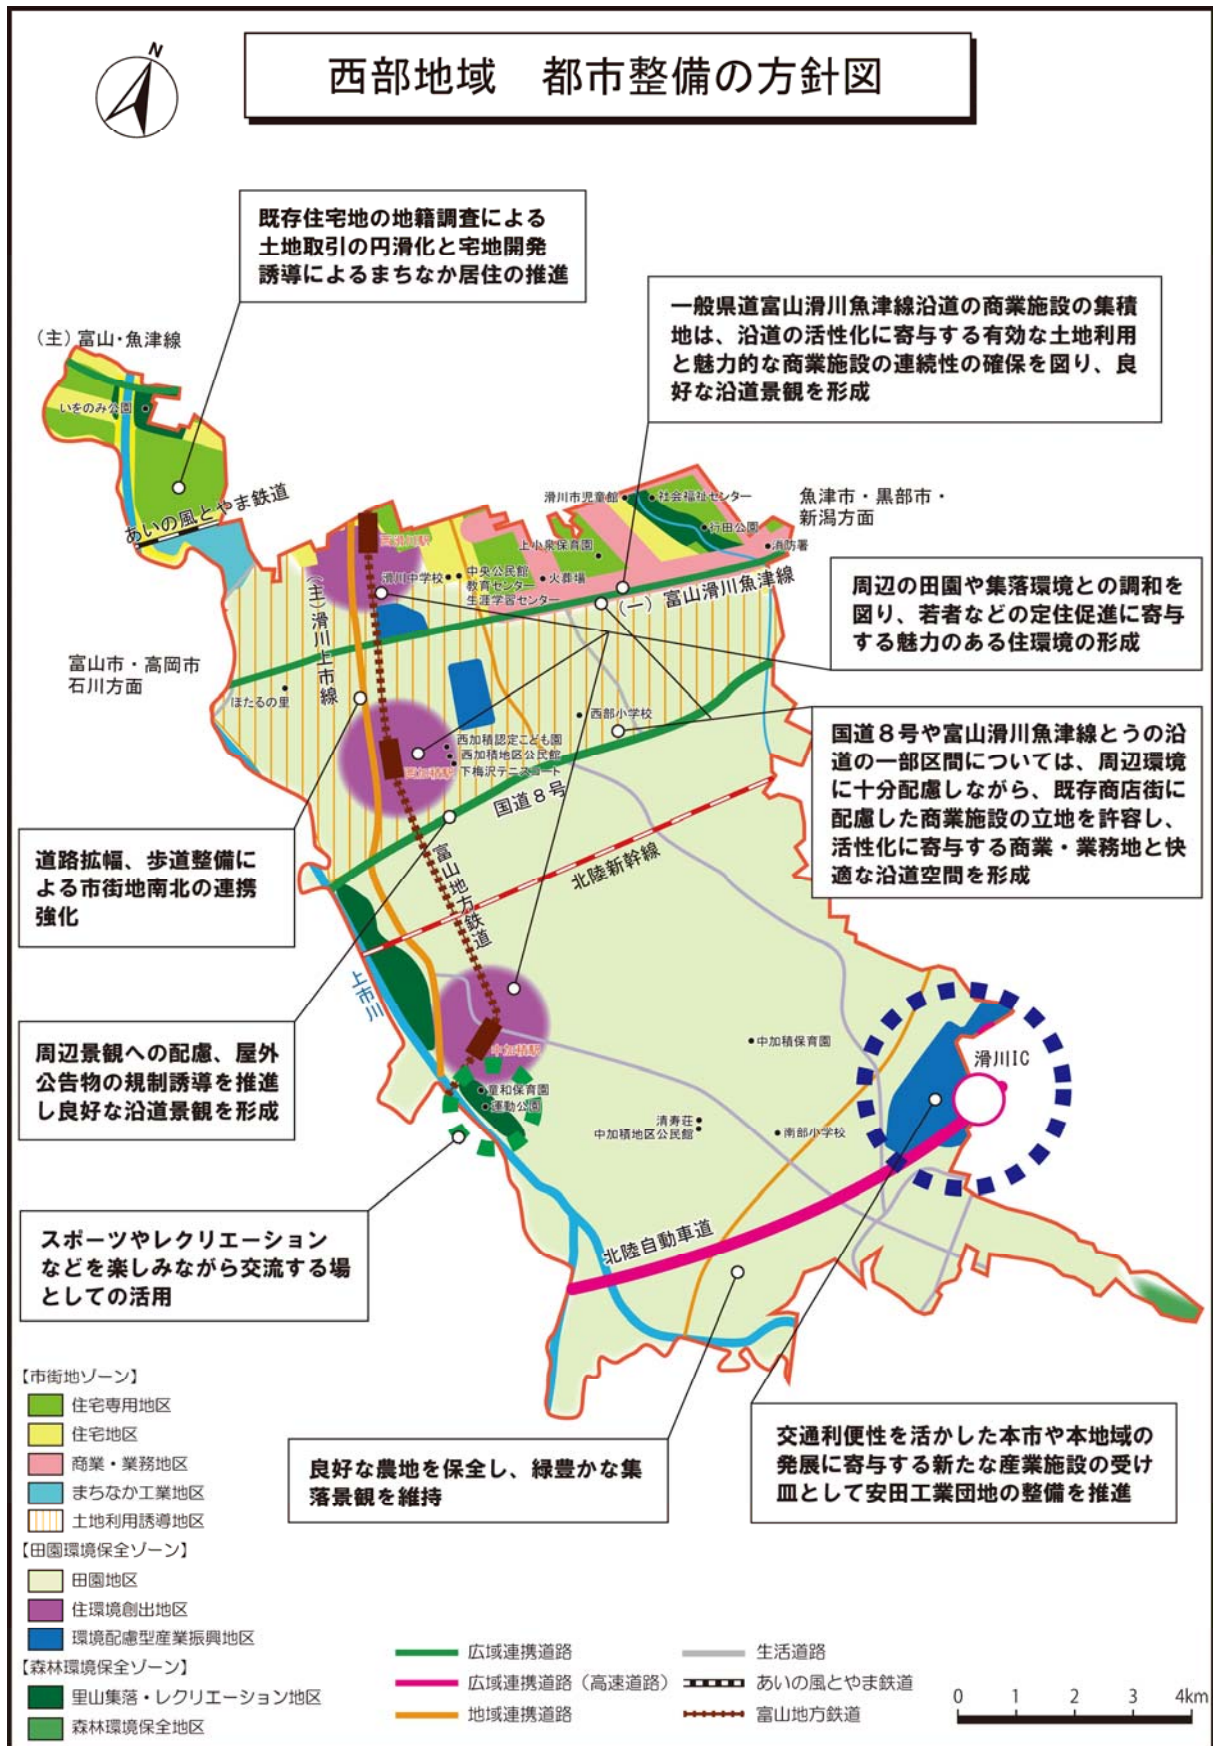 N
西部地域　都市整備の方針図
既存住宅地の地籍調査による
土地取引の円滑化と宅地開発
誘導によるまちなか居住の推進
一般県道富山滑川魚津線沿道の商業施設の集積
地は、沿道の活性化に寄与する有効な土地利用
と魅力的な商業施設の連続性の確保を図り、良
好な沿道景観を形成
（主）富山・魚津線
いをのみ公園
あいの風とやま鉄道
滑川市児童館
社会福祉センター
行田公園
魚津市・黒部市・
新潟方面
消防署
上小泉保育園
西滑川駅
滑川中学校
中央公民館
教育センター
生涯学習センター
火葬場
（一）富山滑川魚津線
（主）滑川上市線
周辺の田園や集落環境との調和を
図り、若者などの定住促進に寄与
する魅力のある住環境の形成
富山市・高岡市
石川方面
ほたるの里
西部小学校
西加積認定こども園
西加積地区公民館
下梅沢テニスコート
西加積駅
国道８号
国道８号や富山滑川魚津線とうの沿
道の一部区間については、周辺環境
に十分配慮しながら、既存商店街に
配慮した商業施設の立地を許容し、
活性化に寄与する商業・業務地と快
適な沿道空間を形成
道路拡幅、歩道整備に
よる市街地南北の連携
強化
富山地方鉄道
北陸新幹線
上市川
周辺景観への配慮、屋外
公告物の規制誘導を推進
し良好な沿道景観を形成
中加積駅
童和保育園
運動公園
中加積保育園
滑川IC
清寿荘
中加積地区公民館
南部小学校
スポーツやレクリエーション
などを楽しみながら交流する場
としての活用
北陸自動車道
良好な農地を保全し、緑豊かな集
落景観を維持
交通利便性を活かした本市や本地域の
発展に寄与する新たな産業施設の受け
皿として安田工業団地の整備を推進
【市街地ゾーン】
住宅専用地区
住宅地区
商業・業務地区
まちなか工業地区
土地利用誘導地区
【田園環境保全ゾーン】
田園地区
住環境創出地区
環境配慮型産業振興地区
【森林環境保全ゾーン】
里山集落・レクリエーション地区
森林環境保全地区
広域連携道路
広域連携道路（高速道路）
地域連携道路
生活道路
あいの風とやま鉄道
富山地方鉄道
0 1 2 3 4km